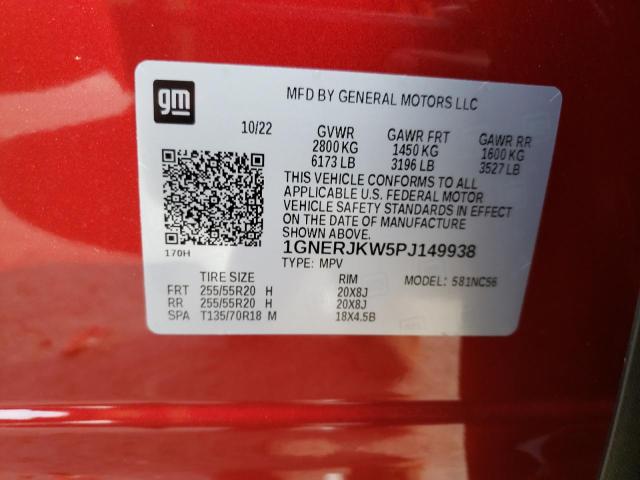 gm
MFD BY GENERAL MOTORS LLC
10/22 GVWR GAWR FRT GAWR RR
2800 KG 1450 KG 1600 KG
6173 LB 3196 LB 3527 LB
THIS VEHICLE CONFORMS TO ALL
APPLICABLE U.S. FEDERAL MOTOR
VEHICLE SAFETY STANDARDS IN EFFECT
ON THE DATE OF MANUFACTURE
SHOWN ABOVE.
170H
1GNERJKW5PJ149938
TYPE: MPV
TIRE SIZE RIM MODEL: 581NC56
FRT 255/55R20 H 20X8J
RR 255/55R20 H 20X8J
SPA T135/70R18 M 18X4.5B